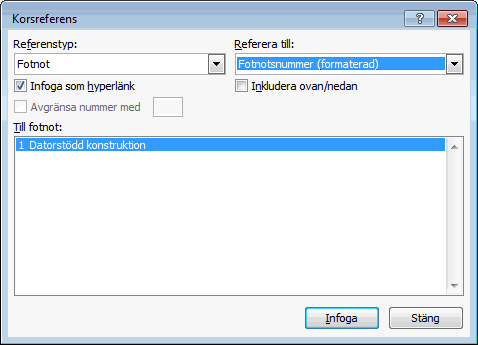 Korsreferens
Referenstyp:
Referera till:
Fotnot
Fotnotsnummer (formaterad)
Infoga som hyperlänk
Inkludera ovan/nedan
Avgränsa nummer med
Till fotnot:
1 Datorstödd konstruktion
Infoga
Stäng